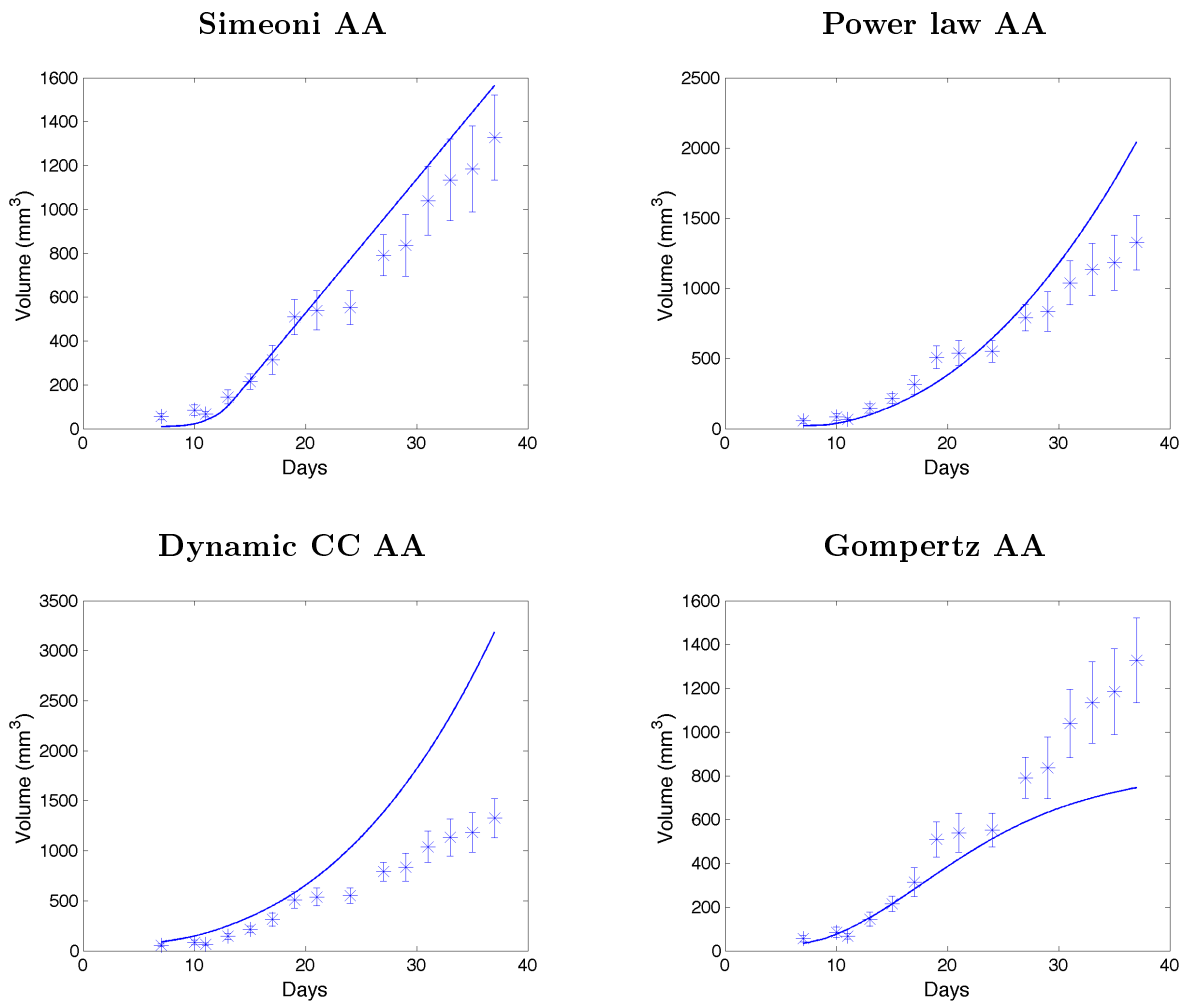 Simeoni AA
1600
1400
1200
1000
800
600
400
200
0
Volume (mm3)
0 10 20 30 40
Days
Power law AA
2500
2000
1500
1000
500
0
Volume (mm3)
0 10 20 30 40
Days
Dynamic CC AA
3500
3000
2500
2000
1500
1000
500
0
Volume (mm3)
0 10 20 30 40
Days
Gompertz AA
1600
1400
1200
1000
800
600
400
200
0
Volume (mm3)
0 10 20 30 40
Days